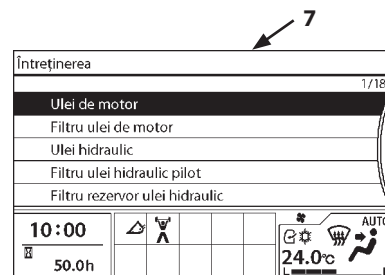 7
Întreținerea
1/18
Ulei de motor
Filtru ulei de motor
Ulei hidraulic
Filtru ulei hidraulic pilot
Filtru rezervor ulei hidraulic
10:00
AUTO
50.0h
24.0℃